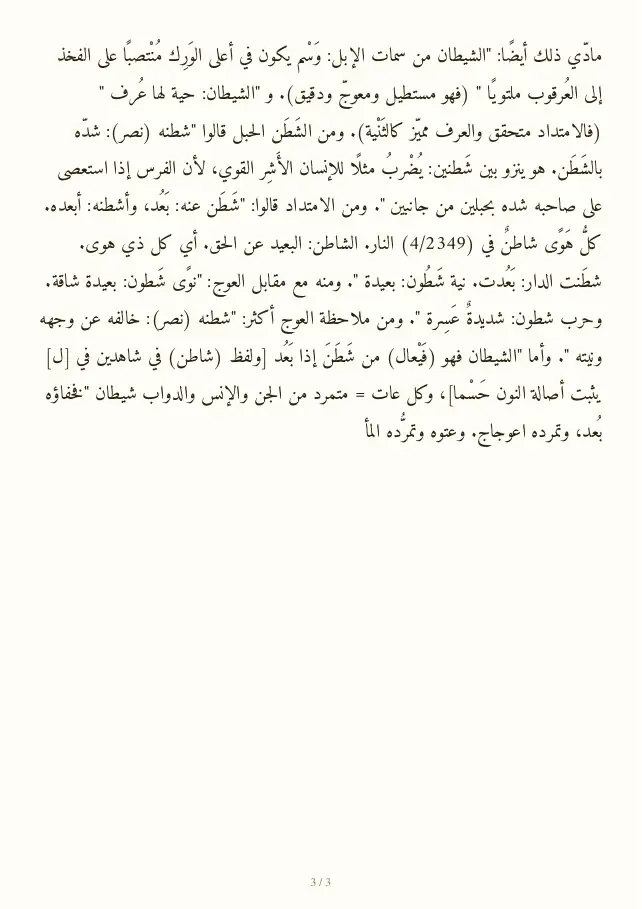 مادّي ذلك أيضًا: "الشيطان من سمات الإبل: وَسْم يكون في أعلى الوَرِك مُنْتصبًا على الفخذ
إلى العُرقوب ملتويًا " (فهو مستطيل ومعوجّ ودقيق). و "الشيطان: حية لها عُرف "
(فالامتداد متحقق والعرف مميّز كالثَنْية). ومن الشَطَن الحبل قالوا "شطنه (نصر): شدّه
بالشَطَن. هو ينزو بين شَطنين: يُضْربُ مثلًا للإنسان الأَشِر القوي، لأن الفرس إذا استعصى
على صاحبه شده بحبلين من جانبين ". ومن الامتداد قالوا: "شَطَن عنه: بَعُد، وأشطنه: أبعده.
كلُّ هَوًى شاطنٌ في (4/2349) النار. الشاطن: البعيد عن الحق. أي كل ذي هوى.
شطَنت الدار: بَعُدت. نية شَطُون: بعيدة ". ومنه مع مقابل العوج: "نوًى شَطون: بعيدة شاقة.
وحرب شطون: شديدةٌ عَسِرة ". ومن ملاحظة العوج أكثر: "شطنه (نصر): خالفه عن وجهه
ونيته ". وأما "الشيطان فهو (فَيْعال) من شَطَنَ إذا بَعُد [ولفظ (شاطن) في شاهدين في [ل]
يثبت أصالة النون حَسْما]، وكل عات = متمرد من الجن والإنس والدواب شيطان "فخفاؤه
بُعد، وتمرده اعوجاج. وعتوه وتمرُّده المأ
3 / 3